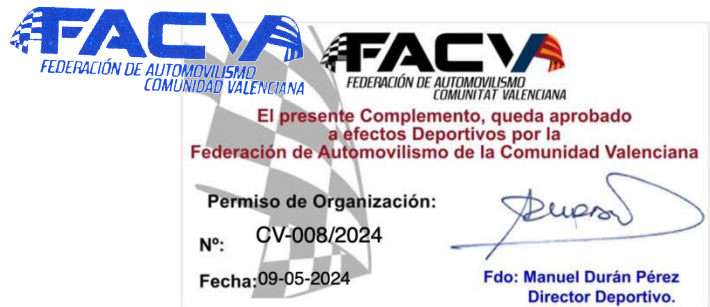 FACV
FEDERACIÓN DE AUTOMOVILISMO
COMUNIDAD VALENCIANA
FACV
FEDERACIÓN DE AUTOMOVILISMO
COMUNITAT VALENCIANA
El presente Complemento, queda aprobado
a efectos Deportivos por la
Federación de Automovilismo de la Comunidad Valenciana
Permiso de Organización:
Nº: CV-008/2024
Fecha: 09-05-2024
Fdo: Manuel Durán Pérez
Director Deportivo.